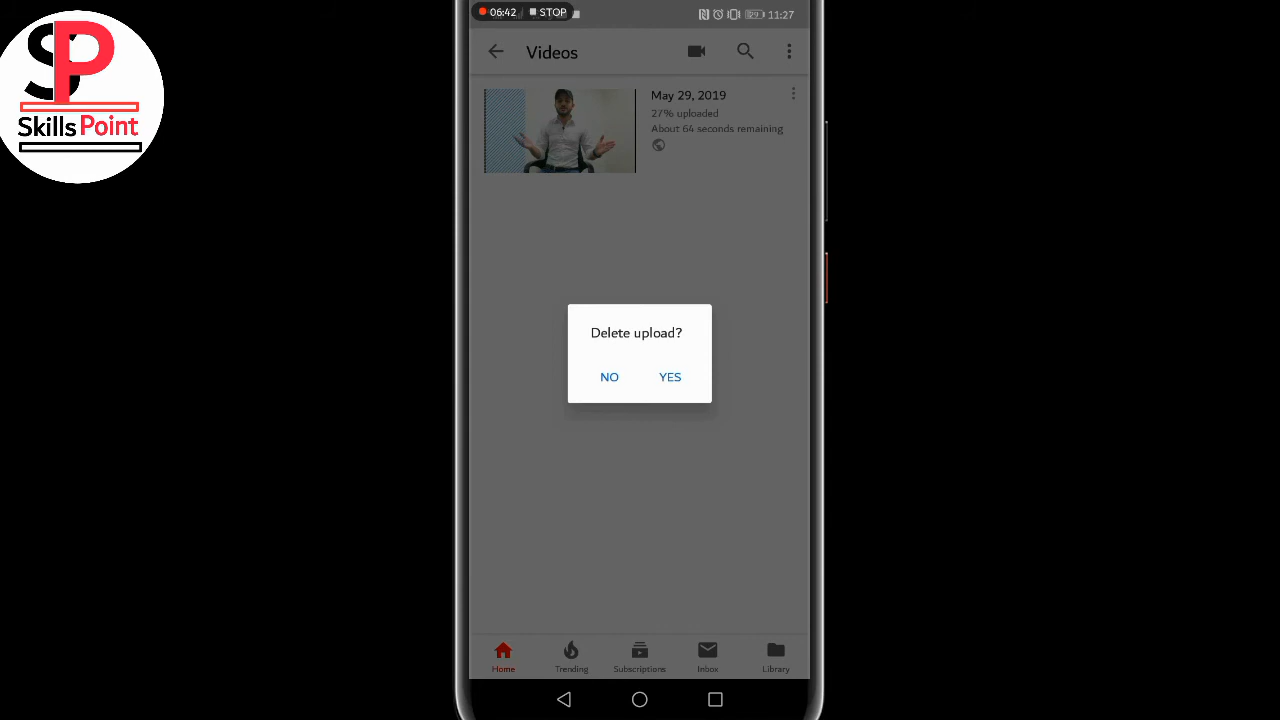 SP
Skills Point
06:42 STOP
11:27
Videos
May 29, 2019
27% uploaded
About 64 seconds remaining
Delete upload?
NO YES
Home Trending Subscriptions Inbox Library